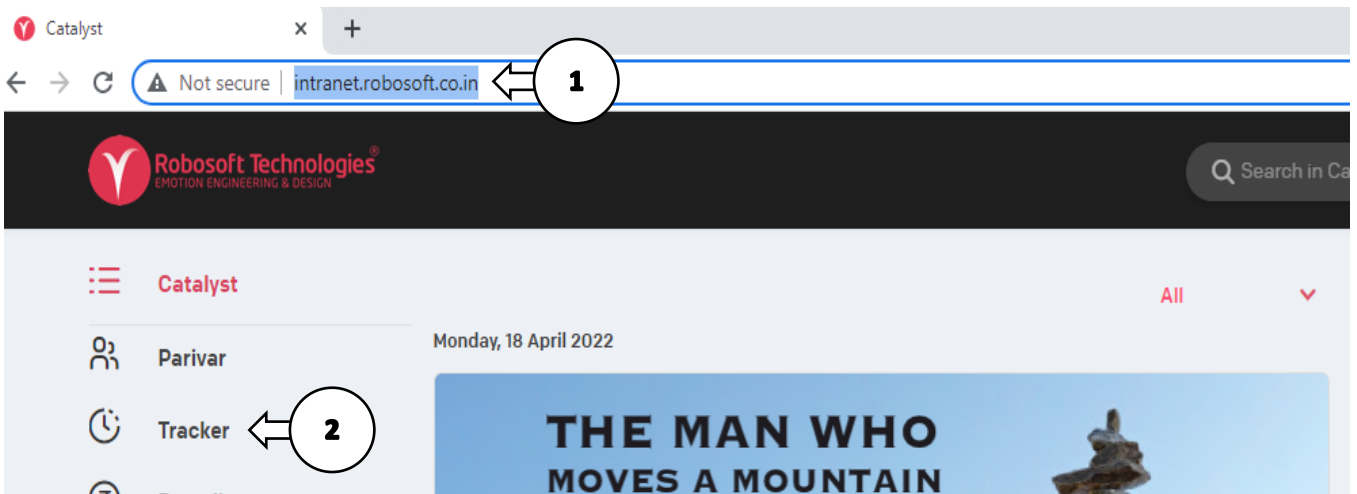 Catalyst
Not secure intranet.robosoft.co.in
1
Robosoft Technologies®
EMOTION ENGINEERING & DESIGN
Search in Ca
Catalyst
All
Monday, 18 April 2022
Parivar
Tracker
2
THE MAN WHO
MOVES A MOUNTAIN